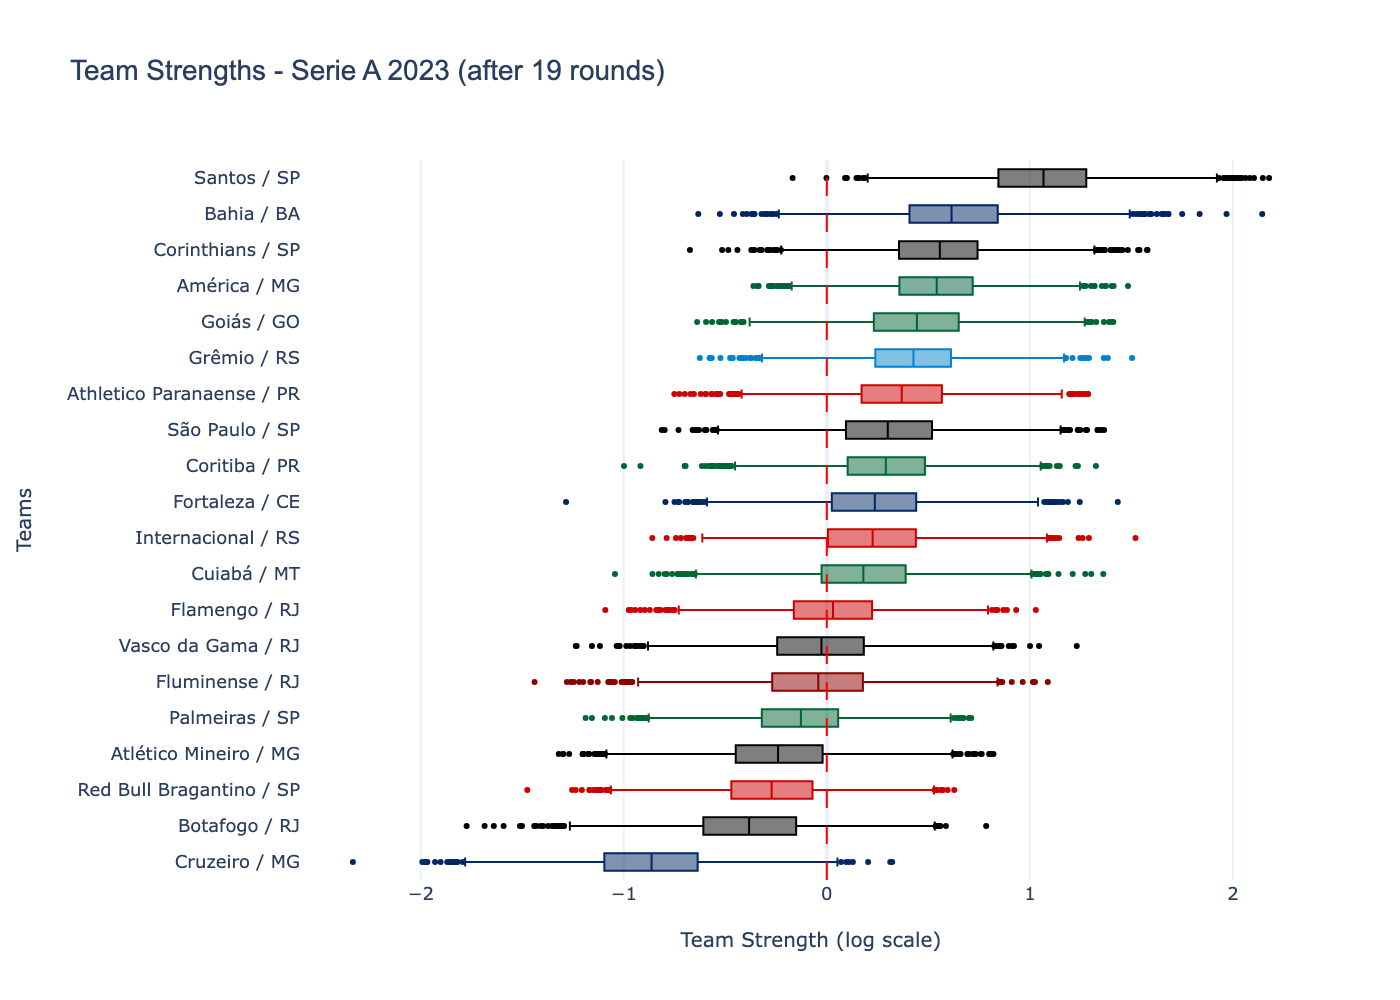 Team Strengths - Serie A 2023 (after 19 rounds)
Santos / SP
Bahia / BA
Corinthians / SP
América / MG
Goiás / GO
Grêmio / RS
Athletico Paranaense / PR
São Paulo / SP
Coritiba / PR
Fortaleza / CE
Internacional / RS
Cuiabá / MT
Flamengo / RJ
Vasco da Gama / RJ
Fluminense / RJ
Palmeiras / SP
Atlético Mineiro / MG
Red Bull Bragantino / SP
Botafogo / RJ
Cruzeiro / MG
Teams
−2 −1 0 1 2
Team Strength (log scale)